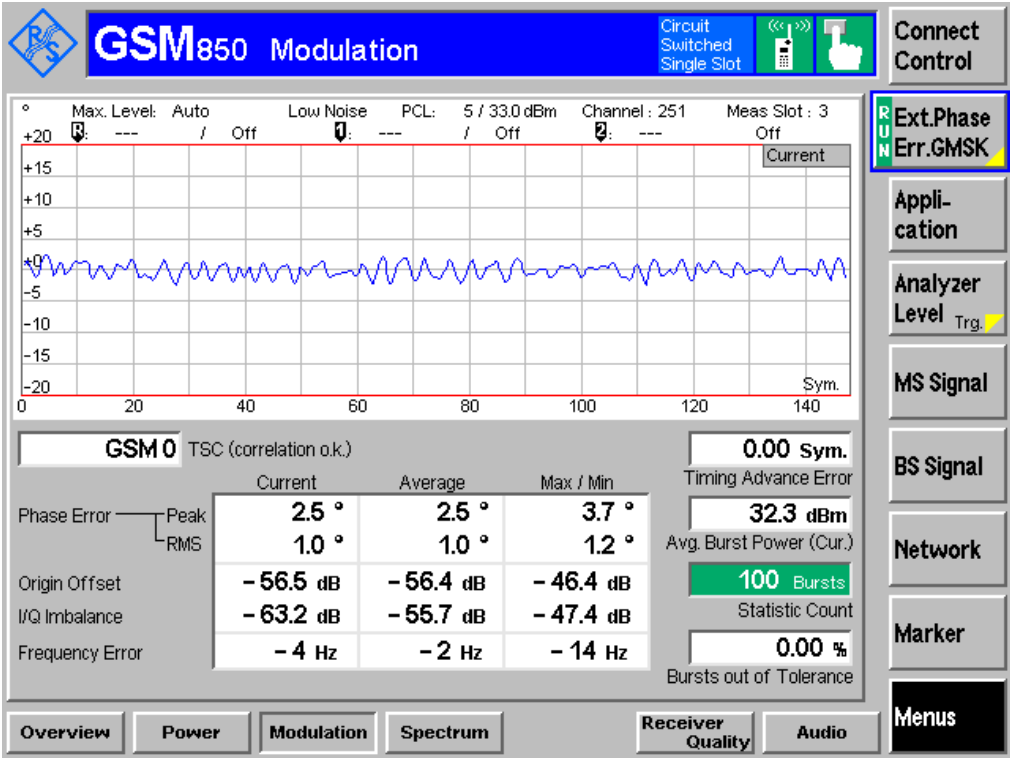 R&S
GSM850 Modulation
Circuit
Switched
Single Slot
Connect
Control
° Max. Level: Auto Low Noise PCL: 5 / 33.0 dBm Channel : 251 Meas Slot : 3
+20 R: --- / Off 1: --- / Off 2: --- Off
Current
+15
+10
+5
+0
-5
-10
-15
-20
Sym.
0 20 40 60 80 100 120 140
RUN
Ext.Phase
Err.GMSK
Appli-
cation
Analyzer
Level Trg.
MS Signal
BS Signal
Network
Marker
Menus
GSM 0 TSC (correlation o.k.)
Current Average Max / Min
Phase Error Peak 2.5 ° 2.5 ° 3.7 °
RMS 1.0 ° 1.0 ° 1.2 °
Origin Offset - 56.5 dB - 56.4 dB - 46.4 dB
I/Q Imbalance - 63.2 dB - 55.7 dB - 47.4 dB
Frequency Error - 4 Hz - 2 Hz - 14 Hz
0.00 Sym.
Timing Advance Error
32.3 dBm
Avg. Burst Power (Cur.)
100 Bursts
Statistic Count
0.00 %
Bursts out of Tolerance
Overview Power Modulation Spectrum
Receiver
Quality
Audio